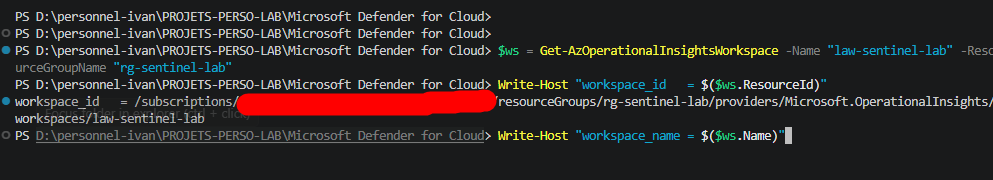 PS D:\personnel-ivan\PROJETS-PERSO-LAB\Microsoft Defender for Cloud>
PS D:\personnel-ivan\PROJETS-PERSO-LAB\Microsoft Defender for Cloud>
PS D:\personnel-ivan\PROJETS-PERSO-LAB\Microsoft Defender for Cloud> $ws = Get-AzOperationalInsightsWorkspace -Name "law-sentinel-lab" -Reso
urceGroupName "rg-sentinel-lab"
PS D:\personnel-ivan\PROJETS-PERSO-LAB\Microsoft Defender for Cloud> Write-Host "workspace_id   = $($ws.ResourceId)"
workspace_id   = /subscriptions/ /resourceGroups/rg-sentinel-lab/providers/Microsoft.OperationalInsights/
workspaces/law-sentinel-lab
PS D:\personnel-ivan\PROJETS-PERSO-LAB\Microsoft Defender for Cloud> Write-Host "workspace_name = $($ws.Name)"